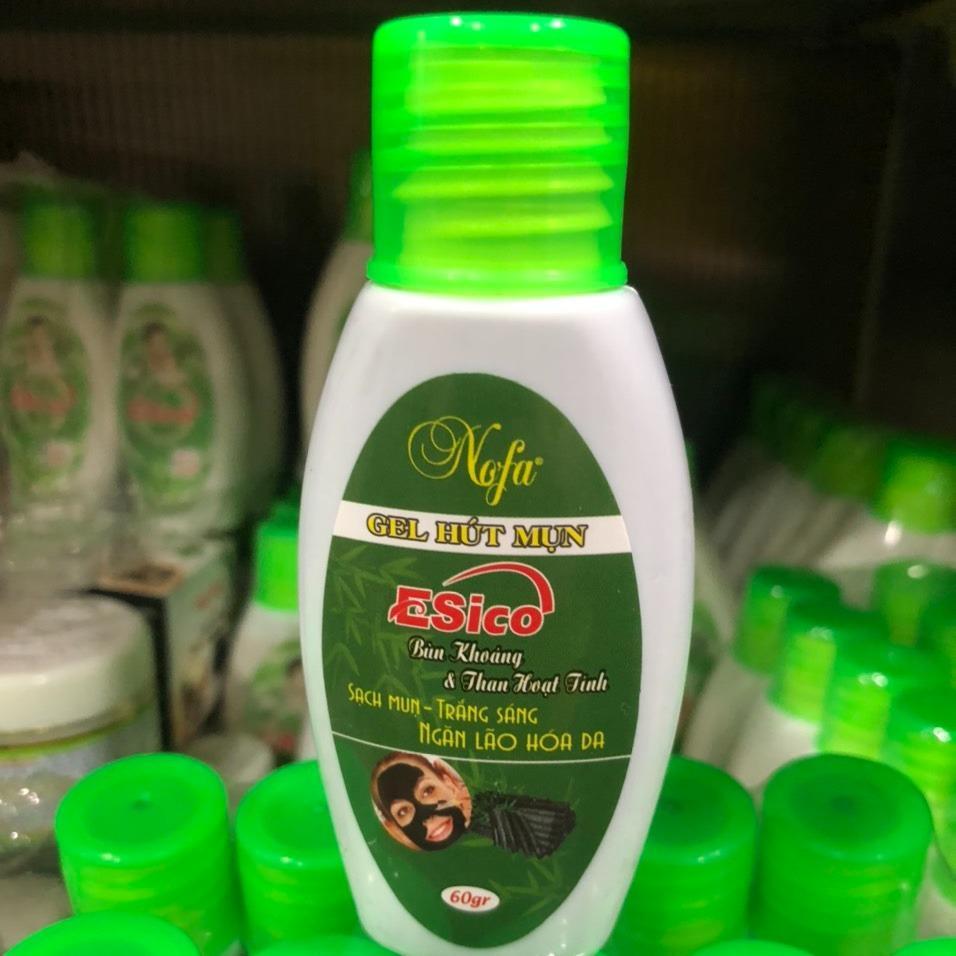 Nofa®
GEL HÚT MỤN
ESico
Bùn Khoáng
& Than Hoạt Tính
SẠCH MỤN - TRẮNG SÁNG
NGĂN LÃO HÓA DA
60gr